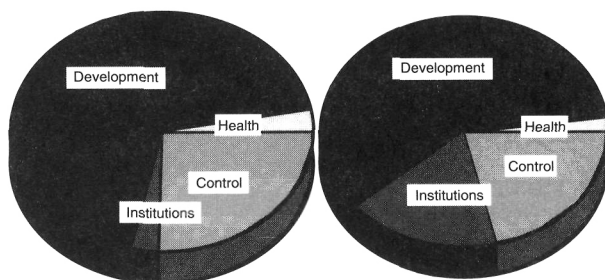 Development
Health
Control
Institutions
Development
Health
Control
Institutions